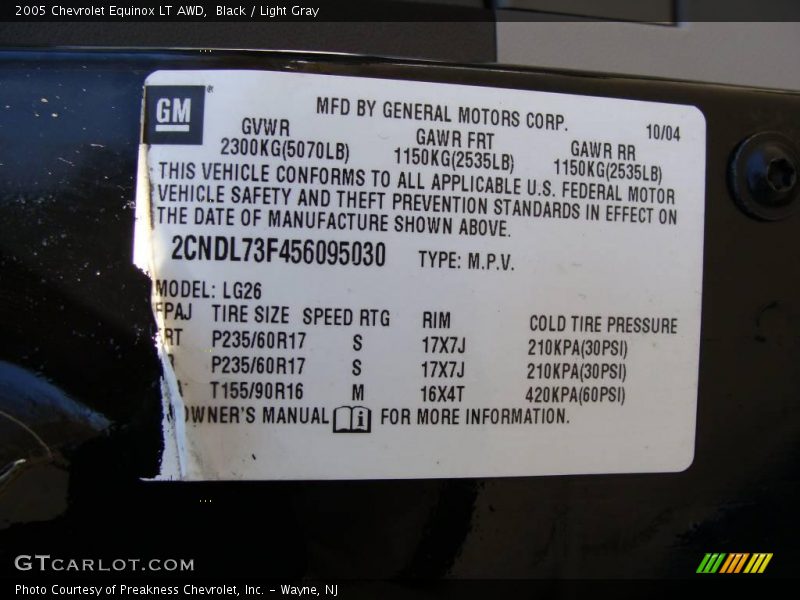 2005 Chevrolet Equinox LT AWD, Black / Light Gray
GM®
MFD BY GENERAL MOTORS CORP. 10/04
GVWR GAWR FRT GAWR RR
2300KG(5070LB) 1150KG(2535LB) 1150KG(2535LB)
THIS VEHICLE CONFORMS TO ALL APPLICABLE U.S. FEDERAL MOTOR
VEHICLE SAFETY AND THEFT PREVENTION STANDARDS IN EFFECT ON
THE DATE OF MANUFACTURE SHOWN ABOVE.
2CNDL73F456095030 TYPE: M.P.V.
MODEL: LG26
FPAJ TIRE SIZE SPEED RTG RIM COLD TIRE PRESSURE
RT P235/60R17 S 17X7J 210KPA(30PSI)
P235/60R17 S 17X7J 210KPA(30PSI)
T155/90R16 M 16X4T 420KPA(60PSI)
OWNER'S MANUAL i FOR MORE INFORMATION.
GTCARLOT.COM
Photo Courtesy of Preakness Chevrolet, Inc. - Wayne, NJ